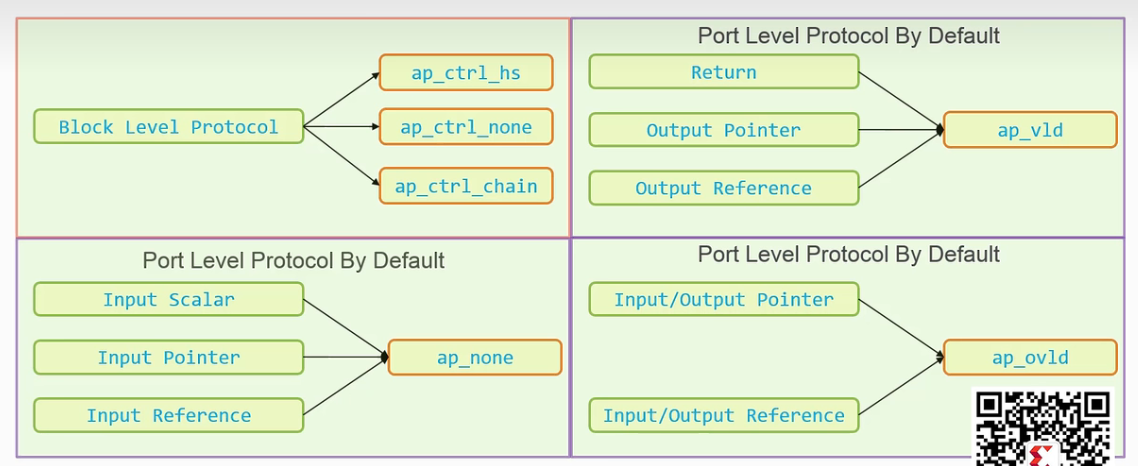 Block Level Protocol
ap_ctrl_hs
ap_ctrl_none
ap_ctrl_chain
Port Level Protocol By Default
Return
Output Pointer
Output Reference
ap_vld
Port Level Protocol By Default
Input Scalar
Input Pointer
Input Reference
ap_none
Port Level Protocol By Default
Input/Output Pointer
Input/Output Reference
ap_ovld